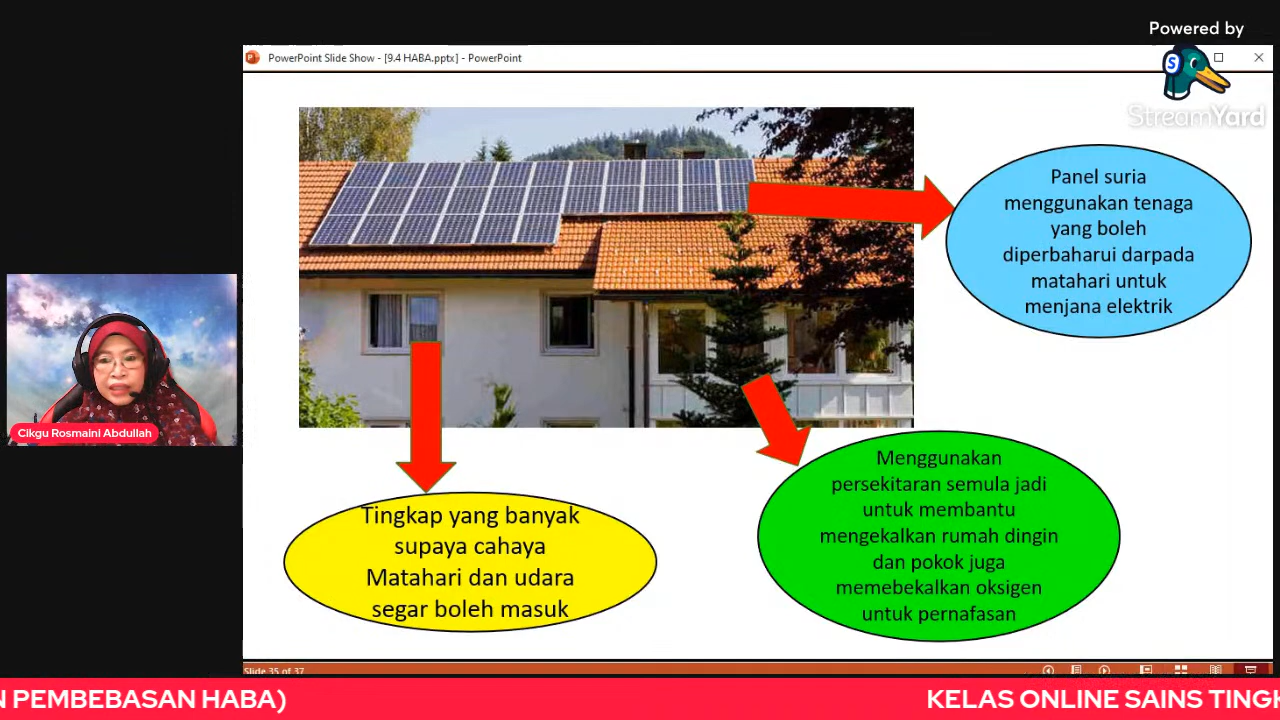 Powered by
StreamYard
PowerPoint Slide Show - [9.4 HABA.pptx] - PowerPoint
Panel suria
menggunakan tenaga
yang boleh
diperbaharui darpada
matahari untuk
menjana elektrik
Cikgu Rosmaini Abdullah
Menggunakan
persekitaran semula jadi
untuk membantu
mengekalkan rumah dingin
dan pokok juga
memebekalkan oksigen
untuk pernafasan
Tingkap yang banyak
supaya cahaya
Matahari dan udara
segar boleh masuk
Slide 35 of 37
N PEMBEBASAN HABA)
KELAS ONLINE SAINS TINGK